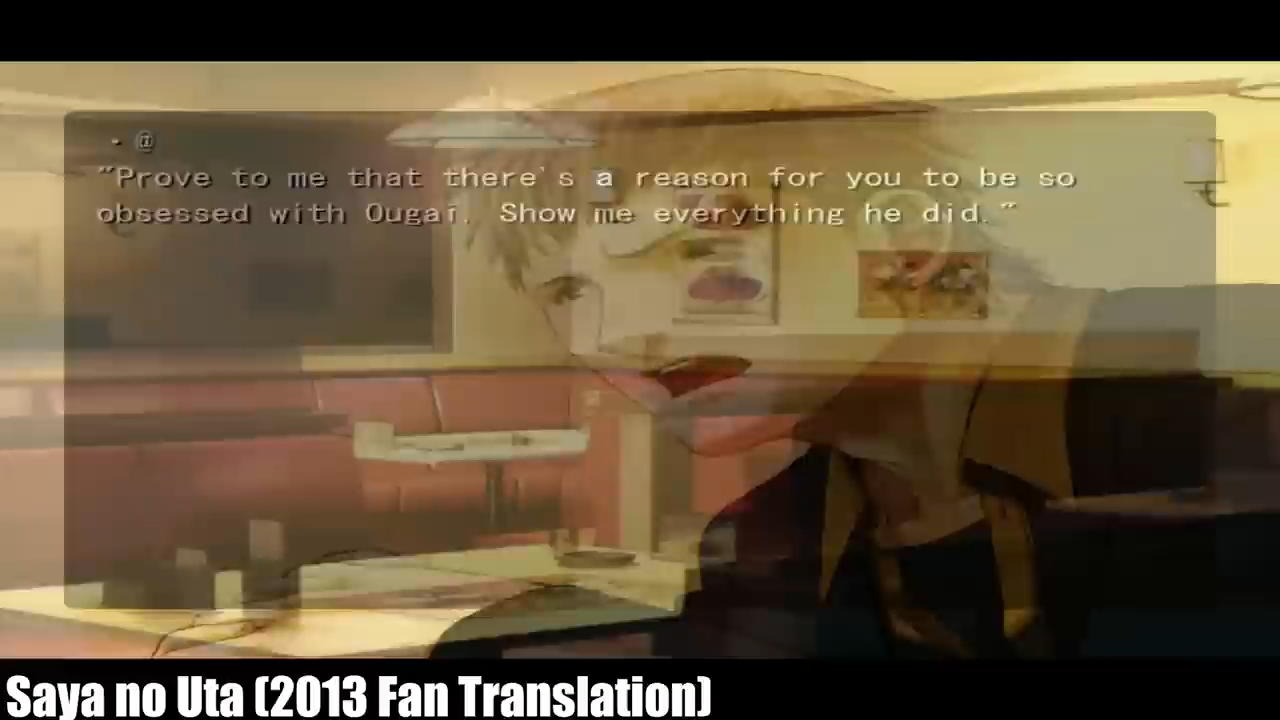 ・@
"Prove to me that there's a reason for you to be so
obsessed with Ougai. Show me everything he did."
Saya no Uta (2013 Fan Translation)